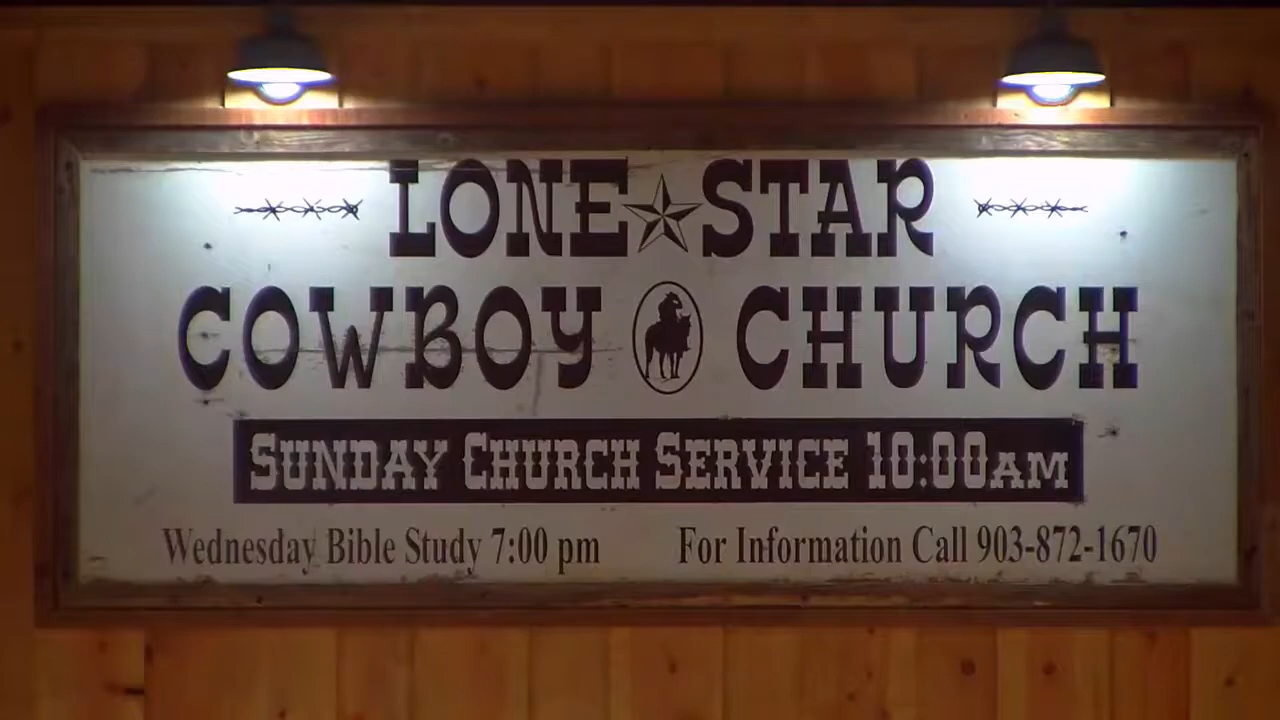 LONE STAR
COWBOY CHURCH
SUNDAY CHURCH SERVICE 10:00AM
Wednesday Bible Study 7:00 pm For Information Call 903-872-1670